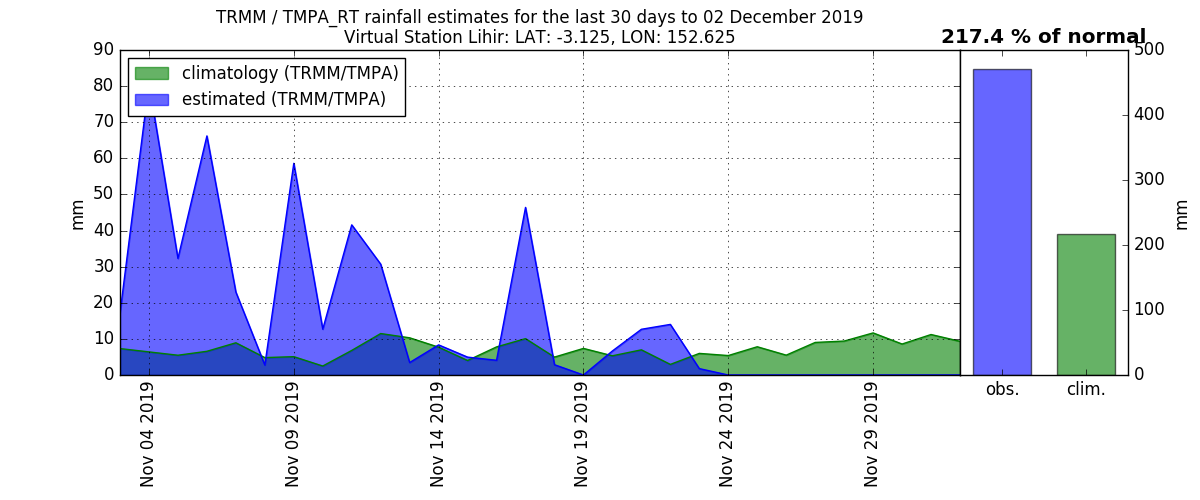 TRMM / TMPA_RT rainfall estimates for the last 30 days to 02 December 2019
Virtual Station Lihir: LAT: -3.125, LON: 152.625
217.4 % of normal
climatology (TRMM/TMPA)
estimated (TRMM/TMPA)
90
80
70
60
50
40
30
20
10
0
mm
Nov 04 2019
Nov 09 2019
Nov 14 2019
Nov 19 2019
Nov 24 2019
Nov 29 2019
500
400
300
200
100
0
mm
obs.
clim.